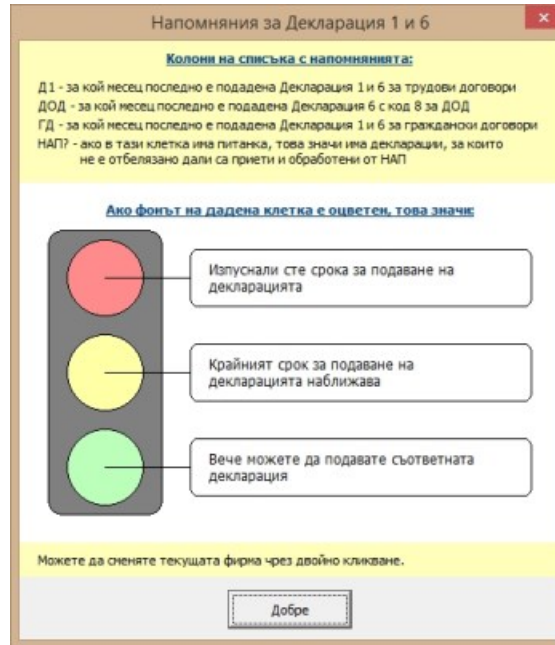 Напомняния за Декларация 1 и 6
x
Колони на списъка с напомнянията:
Д1 - за кой месец последно е подадена Декларация 1 и 6 за трудови договори
ДОД - за кой месец последно е подадена Декларация 6 с код 8 за ДОД
ГД - за кой месец последно е подадена Декларация 1 и 6 за граждански договори
НАП? - ако в тази клетка има питанка, това значи има декларации, за които
не е отбелязано дали са приети и обработени от НАП
Ако фонът на дадена клетка е оцветен, това значи:
Изпуснали сте срока за подаване на
декларацията
Крайният срок за подаване на
декларацията наближава
Вече можете да подавате съответната
декларация
Можете да сменяте текущата фирма чрез двойно кликване.
Добре